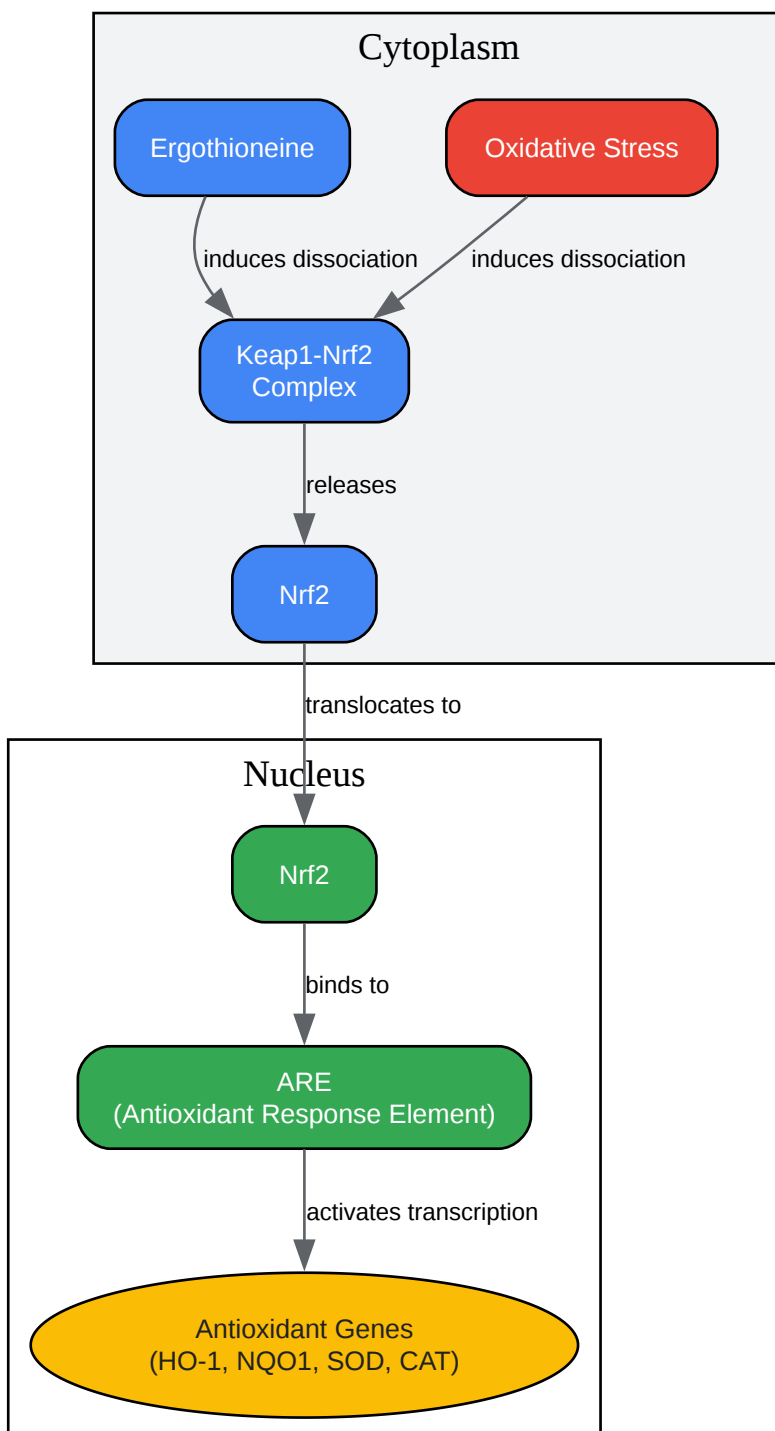 Cytoplasm
Ergothioneine
Oxidative Stress
induces dissociation
induces dissociation
Keap1-Nrf2
Complex
releases
Nrf2
translocates to
Nucleus
Nrf2
binds to
ARE
(Antioxidant Response Element)
activates transcription
Antioxidant Genes
(HO-1, NQO1, SOD, CAT)